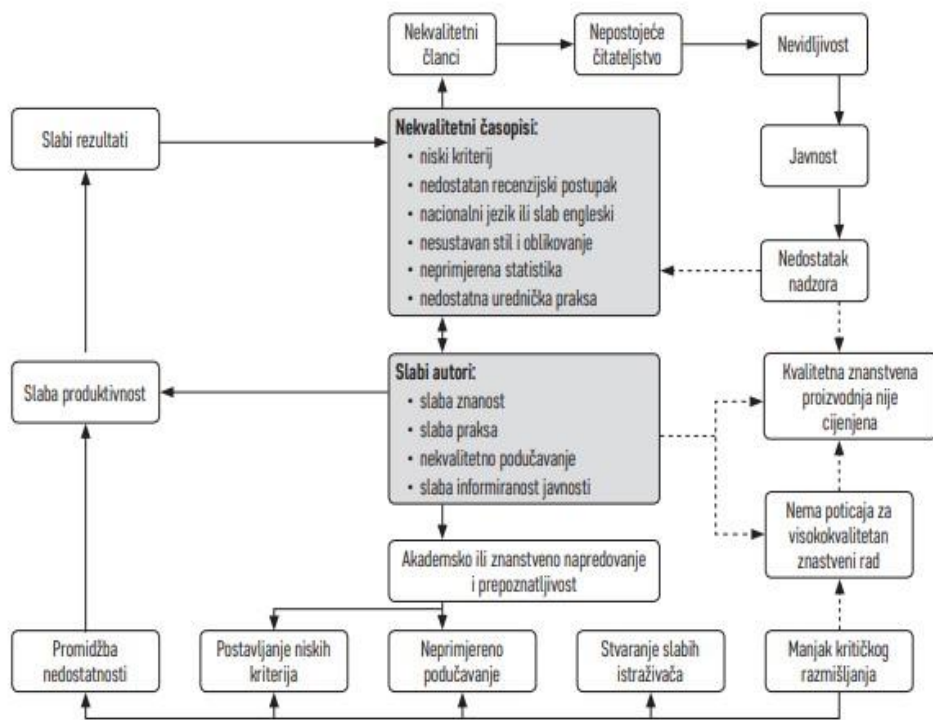 Nekvalitetni
članci
Nepostojeće
čitateljstvo
Nevidljivost
Slabi rezultati
Nekvalitetni časopisi:
• niski kriterij
• nedostatan recenzijski postupak
• nacionalni jezik ili slab engleski
• nesustavan stil i oblikovanje
• neprimjerena statistika
• nedostatna urednička praksa
Javnost
Nedostatak
nadzora
Slaba produktivnost
Slabi autori:
• slaba znanost
• slaba praksa
• nekvalitetno podučavanje
• slaba informiranost javnosti
Kvalitetna znanstvena
proizvodnja nije
cijenjena
Nema poticaja za
visokokvalitetan
znastveni rad
Akademsko ili znanstveno napredovanje
i prepoznatljivost
Promidžba
nedostatnosti
Postavljanje niskih
kriterija
Neprimjereno
podučavanje
Stvaranje slabih
istraživača
Manjak kritičkog
razmišljanja